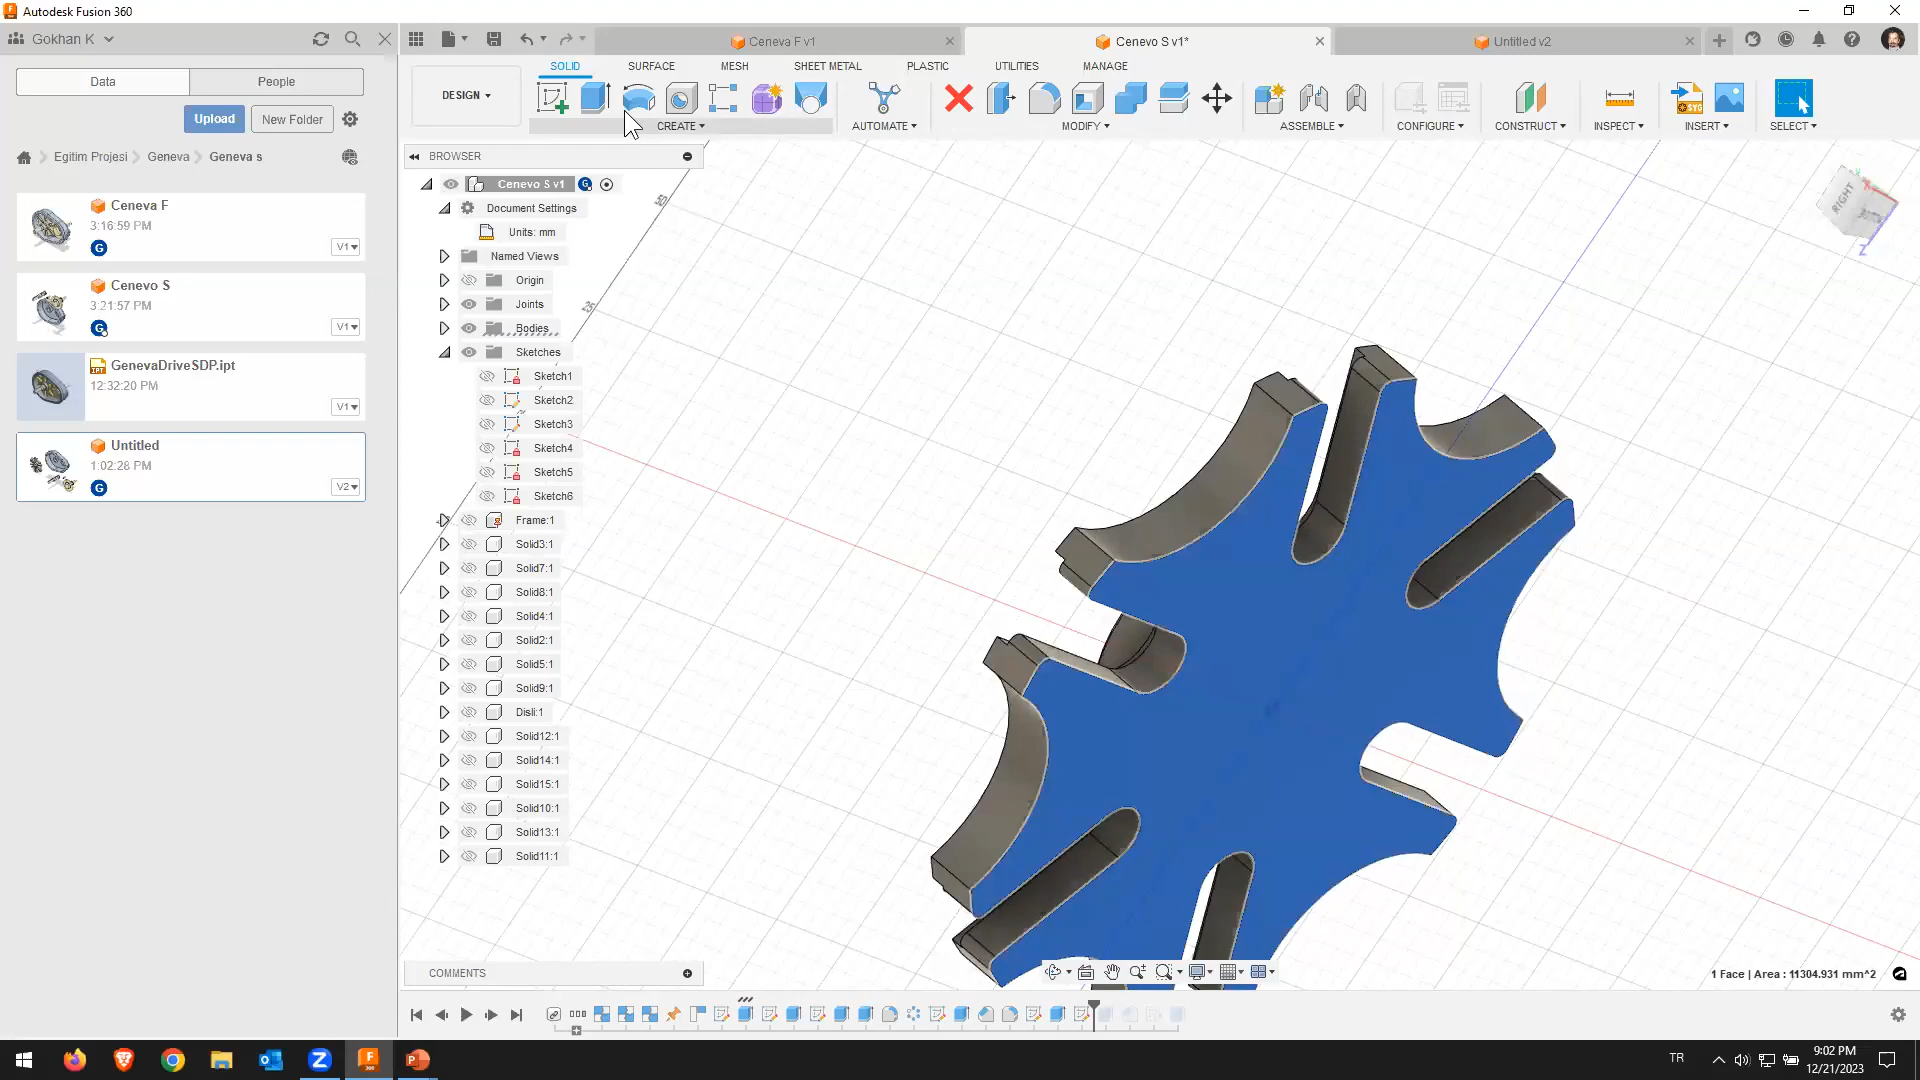 Autodesk Fusion 360
Gokhan K
Ceneva F v1
Cenevo S v1*
Untitled v2
Data
People
SOLID
SURFACE
MESH
SHEET METAL
PLASTIC
UTILITIES
MANAGE
DESIGN
Upload
New Folder
CREATE
AUTOMATE
MODIFY
ASSEMBLE
CONFIGURE
CONSTRUCT
INSPECT
INSERT
SELECT
Egitim Projesi
Geneva
Geneva s
BROWSER
Cenevo S v1
G
Document Settings
Units: mm
Named Views
Origin
Joints
Bodies
Sketches
Sketch1
Sketch2
Sketch3
Sketch4
Sketch5
Sketch6
Frame:1
Solid3:1
Solid7:1
Solid8:1
Solid4:1
Solid2:1
Solid5:1
Solid9:1
Disli:1
Solid12:1
Solid14:1
Solid15:1
Solid10:1
Solid13:1
Solid11:1
Ceneva F
3:16:59 PM
G
V1
Cenevo S
3:21:57 PM
G
V1
GenevaDriveSDP.ipt
12:32:20 PM
V1
Untitled
1:02:28 PM
G
V2
50
25
RIGHT
Z
COMMENTS
1 Face | Area : 11304.931 mm^2
TR
9:02 PM
12/21/2023